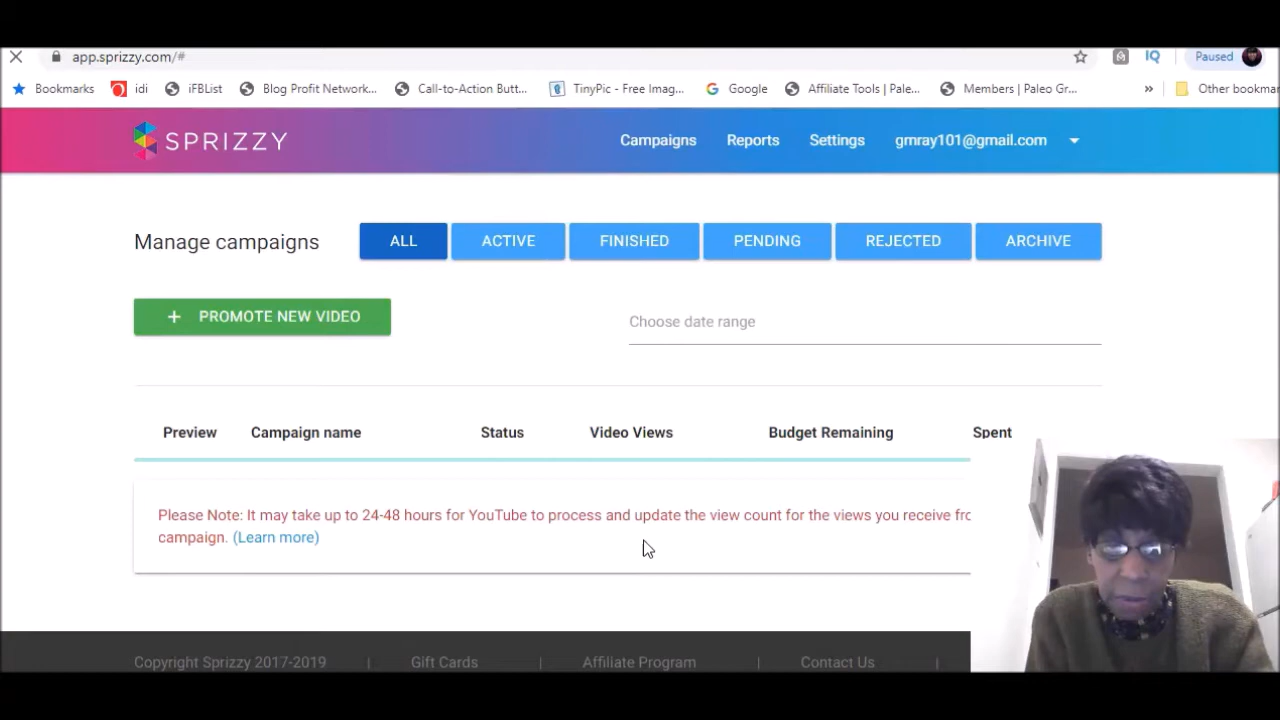 app.sprizzy.com/#
Paused
Bookmarks idi iFBList Blog Profit Network... Call-to-Action Butt... TinyPic - Free Imag... Google Affiliate Tools | Pale... Members | Paleo Gr... » Other bookmar
SPRIZZY Campaigns Reports Settings gmray101@gmail.com
Manage campaigns ALL ACTIVE FINISHED PENDING REJECTED ARCHIVE
+ PROMOTE NEW VIDEO Choose date range
Preview Campaign name Status Video Views Budget Remaining Spent
Please Note: It may take up to 24-48 hours for YouTube to process and update the view count for the views you receive fro
campaign. (Learn more)
Copyright Sprizzy 2017-2019 | Gift Cards | Affiliate Program | Contact Us |